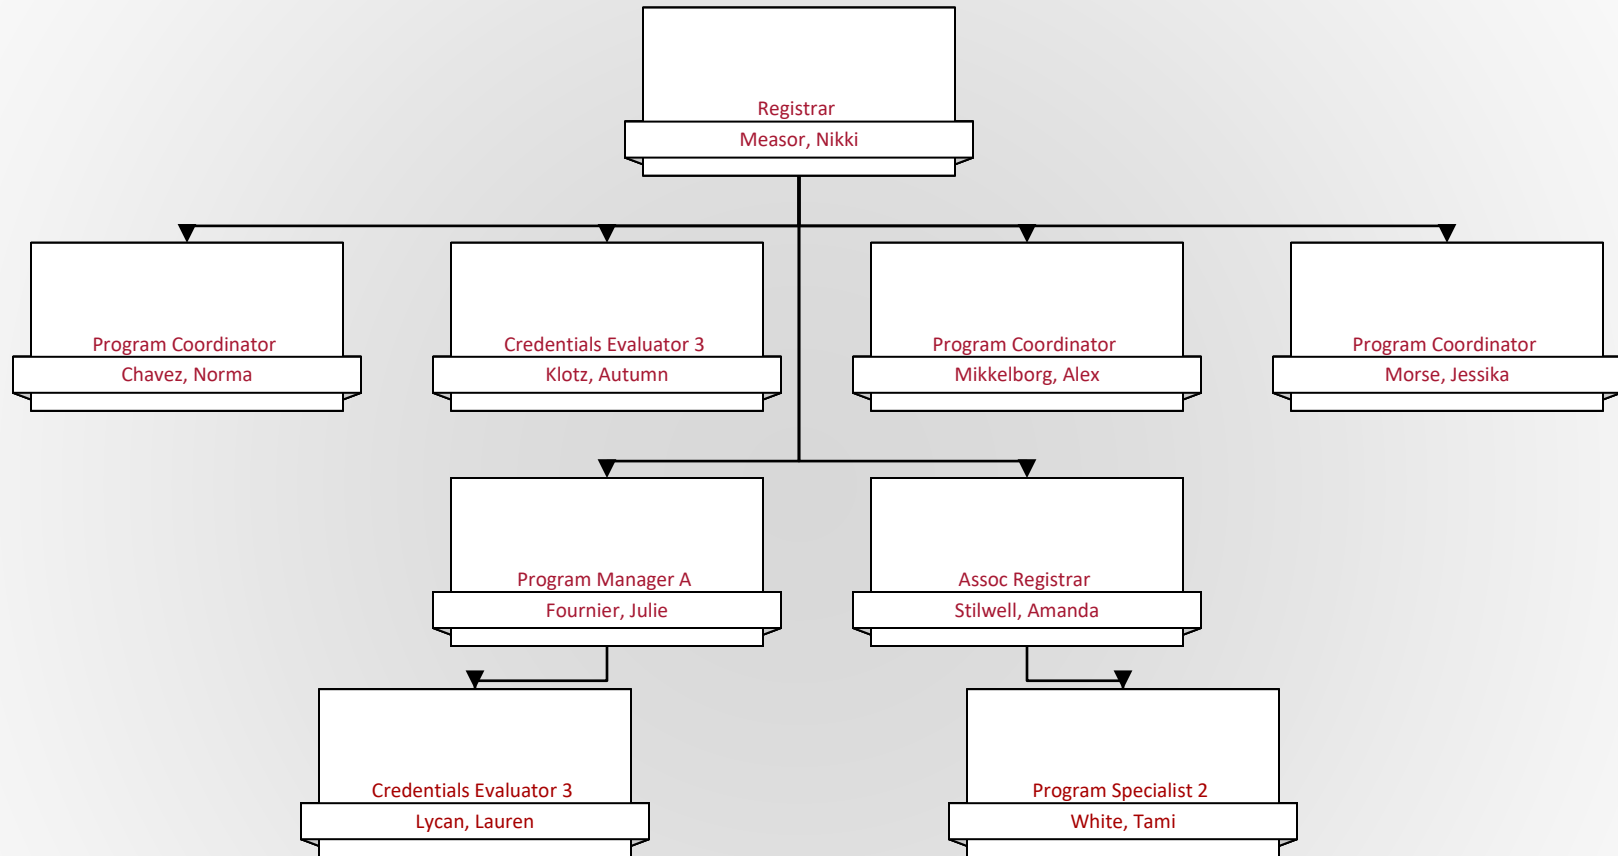 Registrar
Measor, Nikki
Program Coordinator
Chavez, Norma
Credentials Evaluator 3
Klotz, Autumn
Program Coordinator
Mikkelborg, Alex
Program Coordinator
Morse, Jessika
Program Manager A
Fournier, Julie
Assoc Registrar
Stilwell, Amanda
Credentials Evaluator 3
Lycan, Lauren
Program Specialist 2
White, Tami